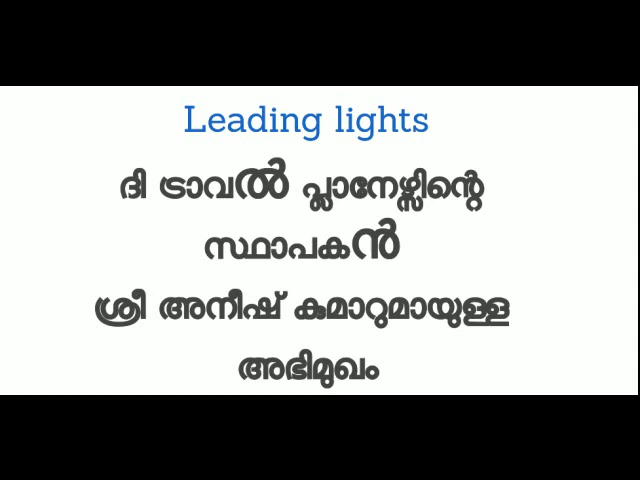 Leading lights
ദി ട്രാവൽ പ്ലാനേഴ്സിന്റെ
സ്ഥാപകൻ
ശ്രീ അനീഷ് കുമാറുമായുള്ള
അഭിമുഖം